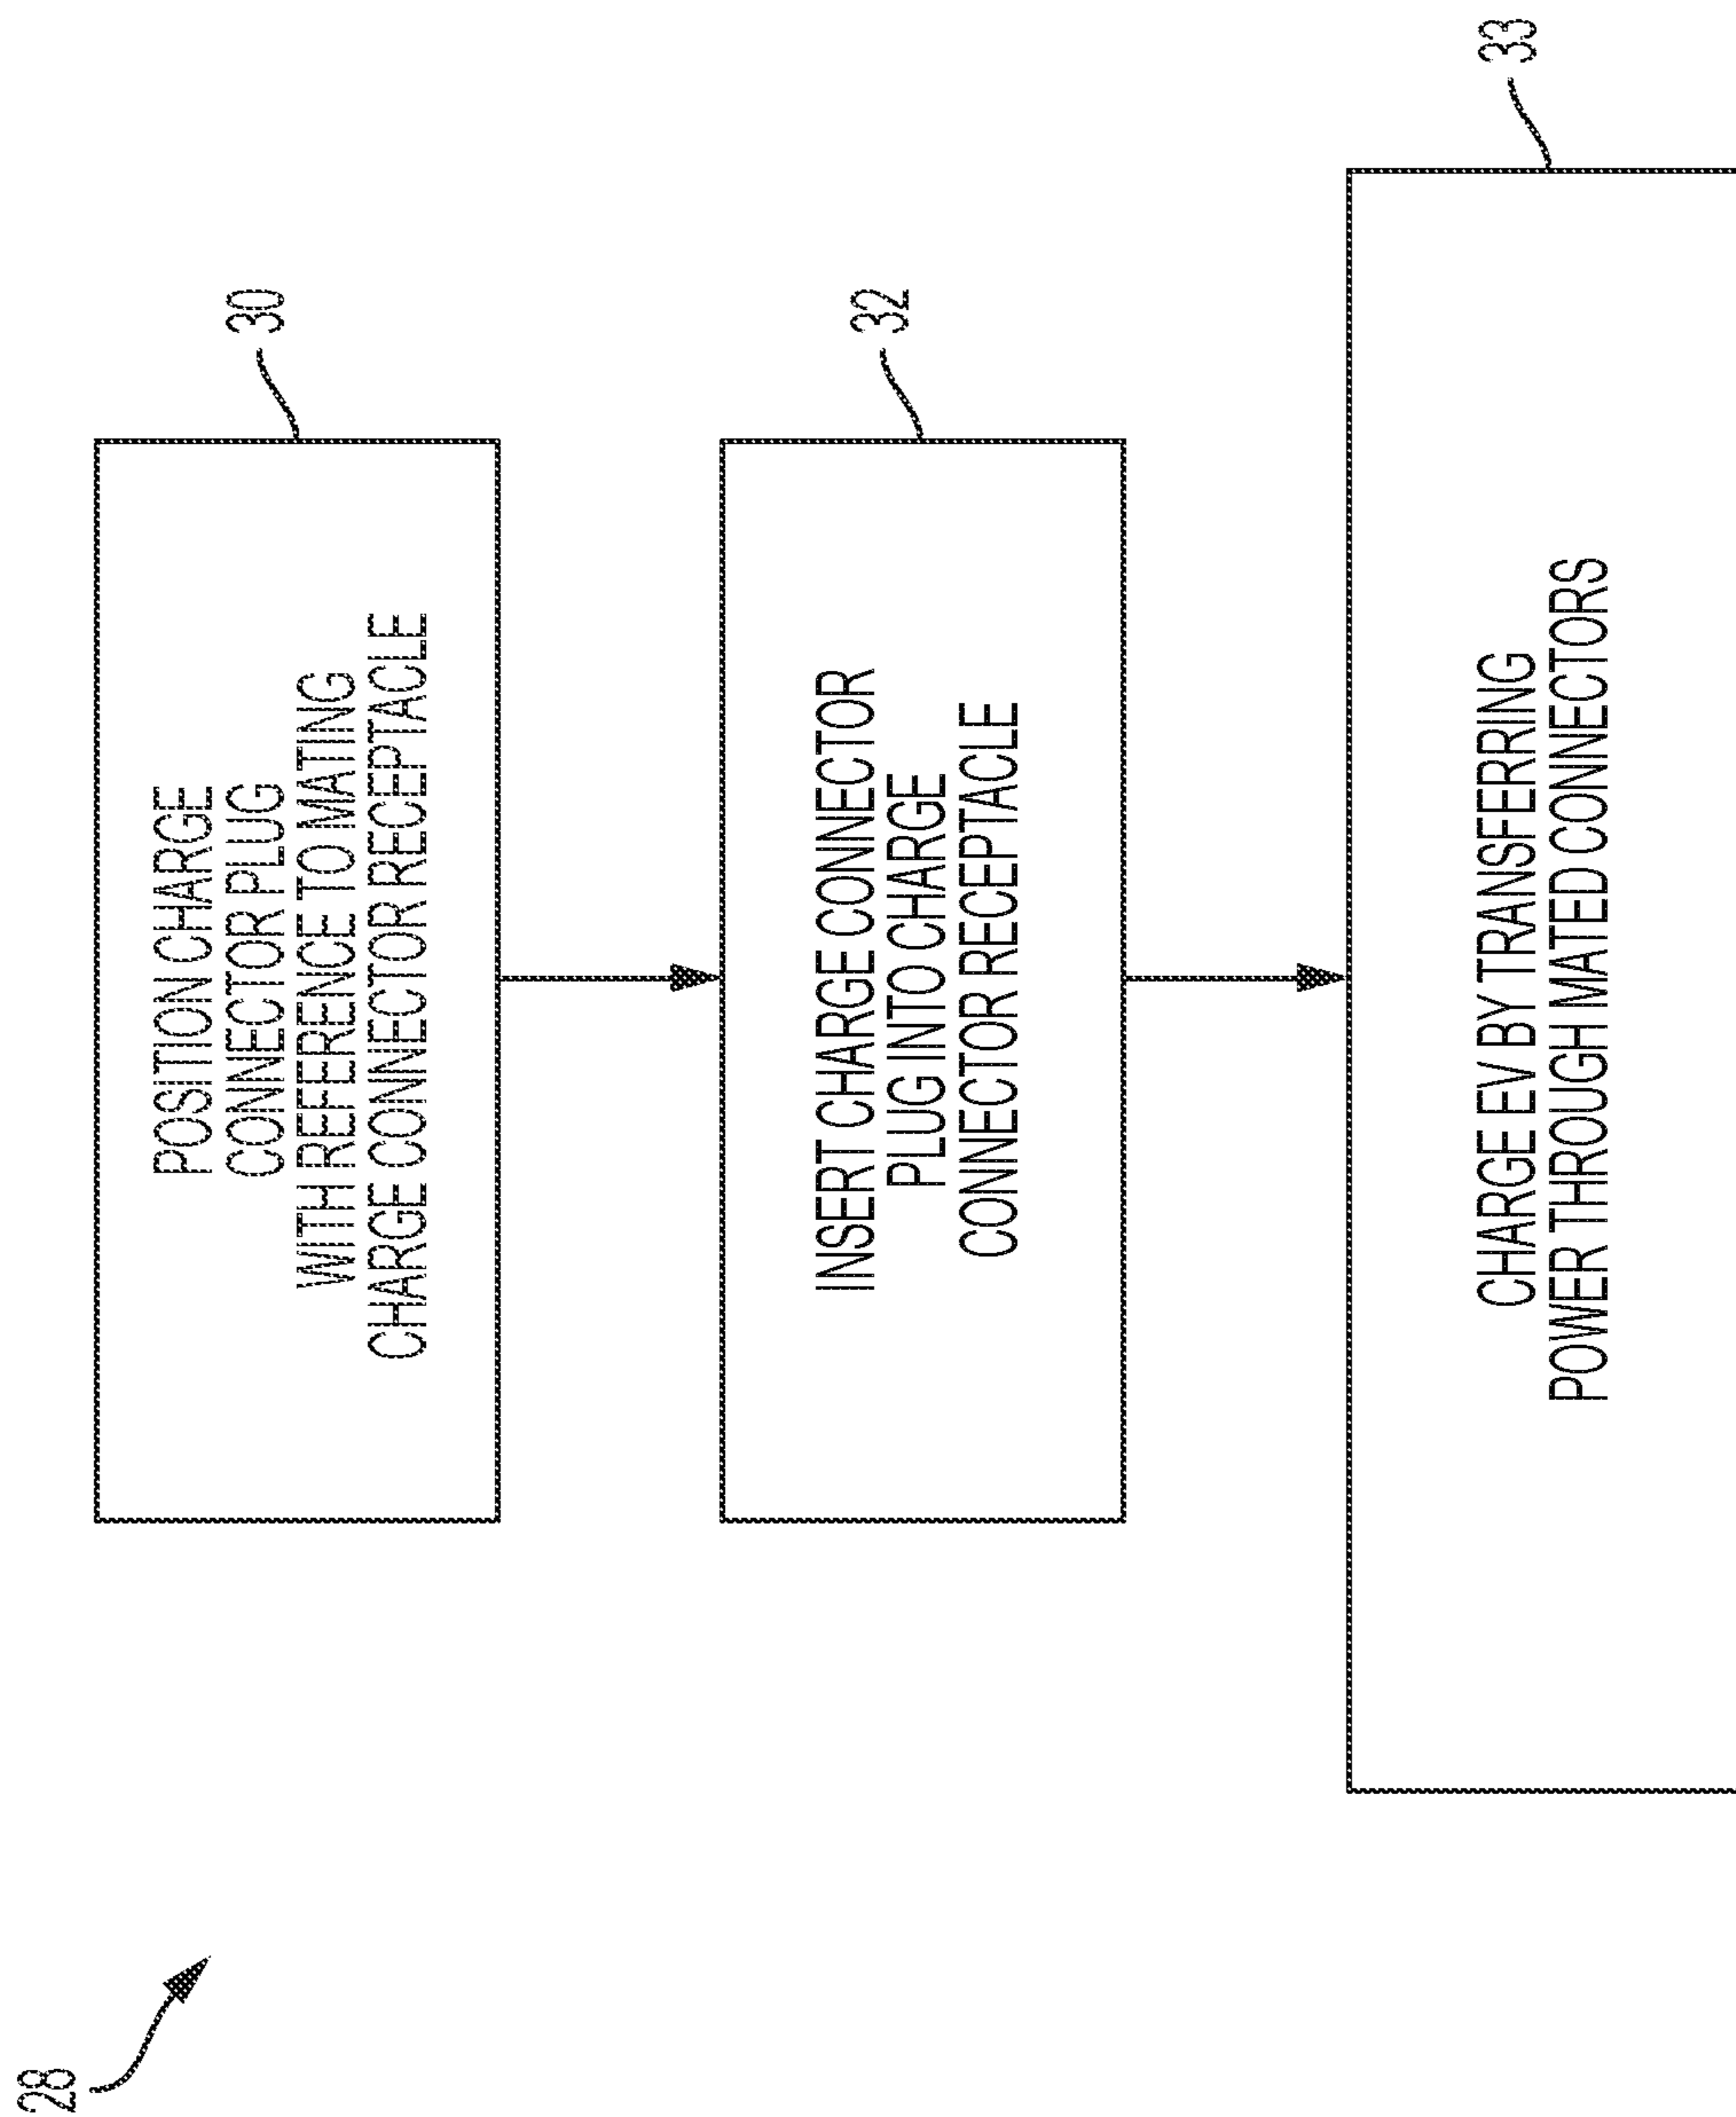 28
POSITION CHARGE
CONNECTOR PLUG
WITH REFERENCE TO MATING
CHARGE CONNECTOR RECEPTACLE
30
INSERT CHARGE CONNECTOR
PLUG INTO CHARGE
CONNECTOR RECEPTACLE
32
CHARGE EV BY TRANSFERRING
POWER THROUGH MATED CONNECTORS
33